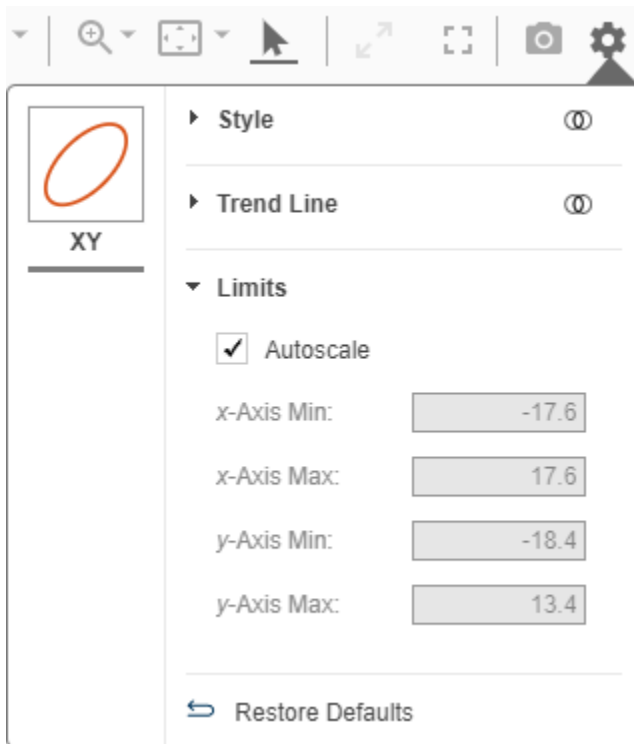 Style
XY
Trend Line
Limits
Autoscale
x-Axis Min: -17.6
x-Axis Max: 17.6
y-Axis Min: -18.4
y-Axis Max: 13.4
Restore Defaults